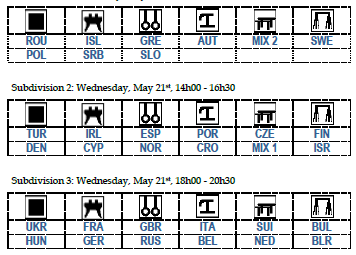 ROU ISL GRE AUT MIX 2 SWE
POL SRB SLO
Subdivision 2: Wednesday, May 21st, 14h00 - 16h30
TUR IRL ESP POR CZE FIN
DEN CYP NOR CRO MIX 1 ISR
Subdivision 3: Wednesday, May 21st, 18h00 - 20h30
UKR FRA GBR ITA SUI BUL
HUN GER RUS BEL NED BLR